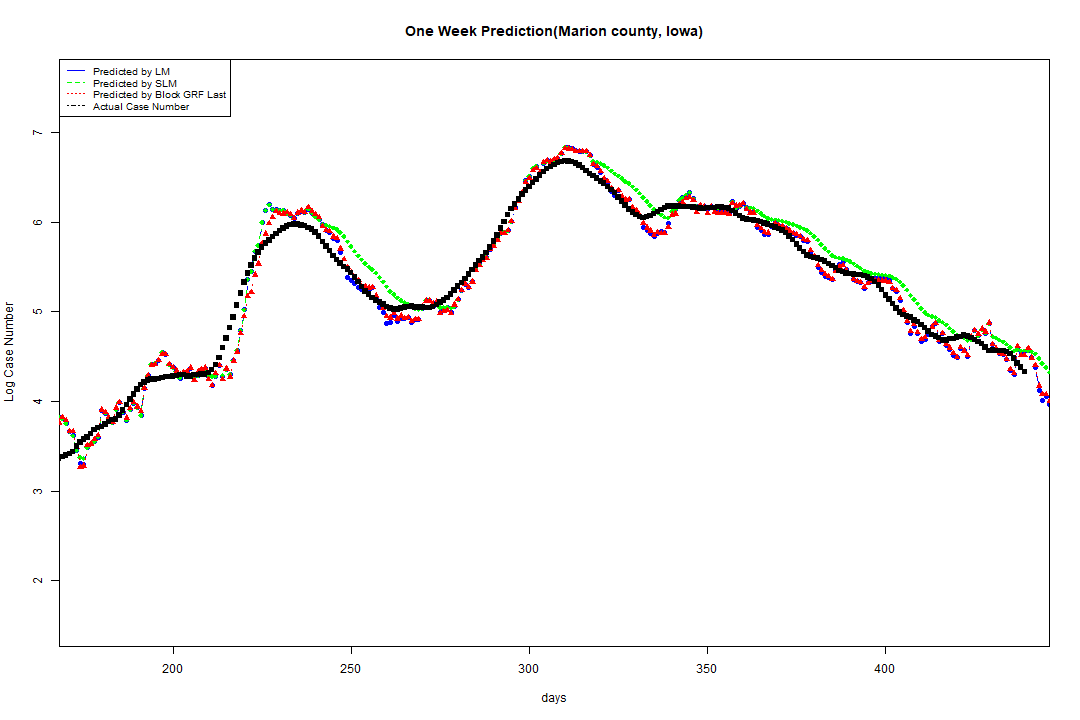 One Week Prediction(Marion county, Iowa)
Predicted by LM
Predicted by SLM
Predicted by Block GRF Last
Actual Case Number
7
6
5
4
3
2
Log Case Number
200 250 300 350 400
days